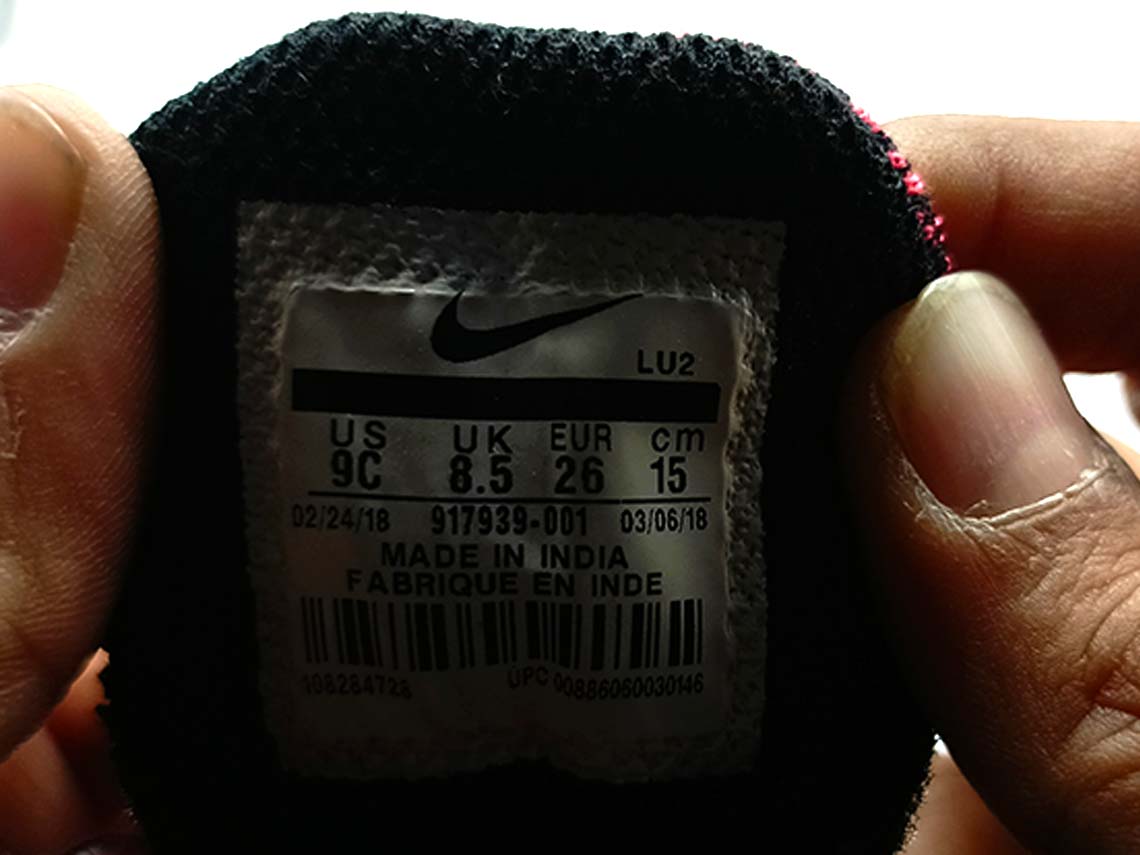 LU2
US UK EUR cm
9C 8.5 26 15
02/24/18 917939-001 03/06/18
MADE IN INDIA
FABRIQUE EN INDE
108284728 UPC 00886060030146